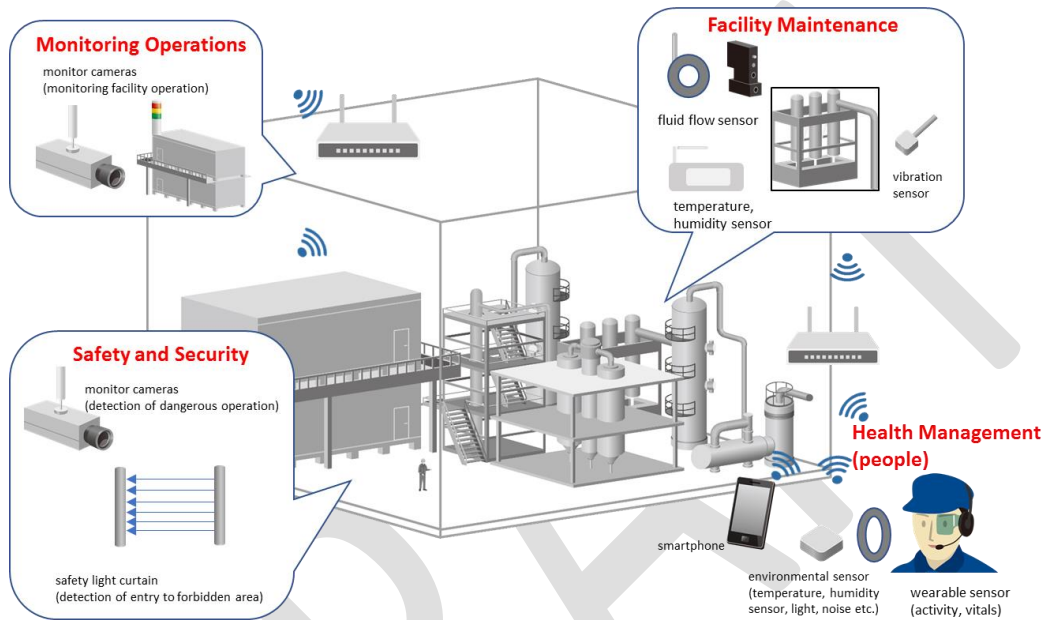 Monitoring Operations
monitor cameras
(monitoring facility operation)
Facility Maintenance
fluid flow sensor
vibration
sensor
temperature,
humidity sensor
Safety and Security
monitor cameras
(detection of dangerous operation)
safety light curtain
(detection of entry to forbidden area)
Health Management
(people)
smartphone
environmental sensor
(temperature, humidity
sensor, light, noise etc.)
wearable sensor
(activity, vitals)